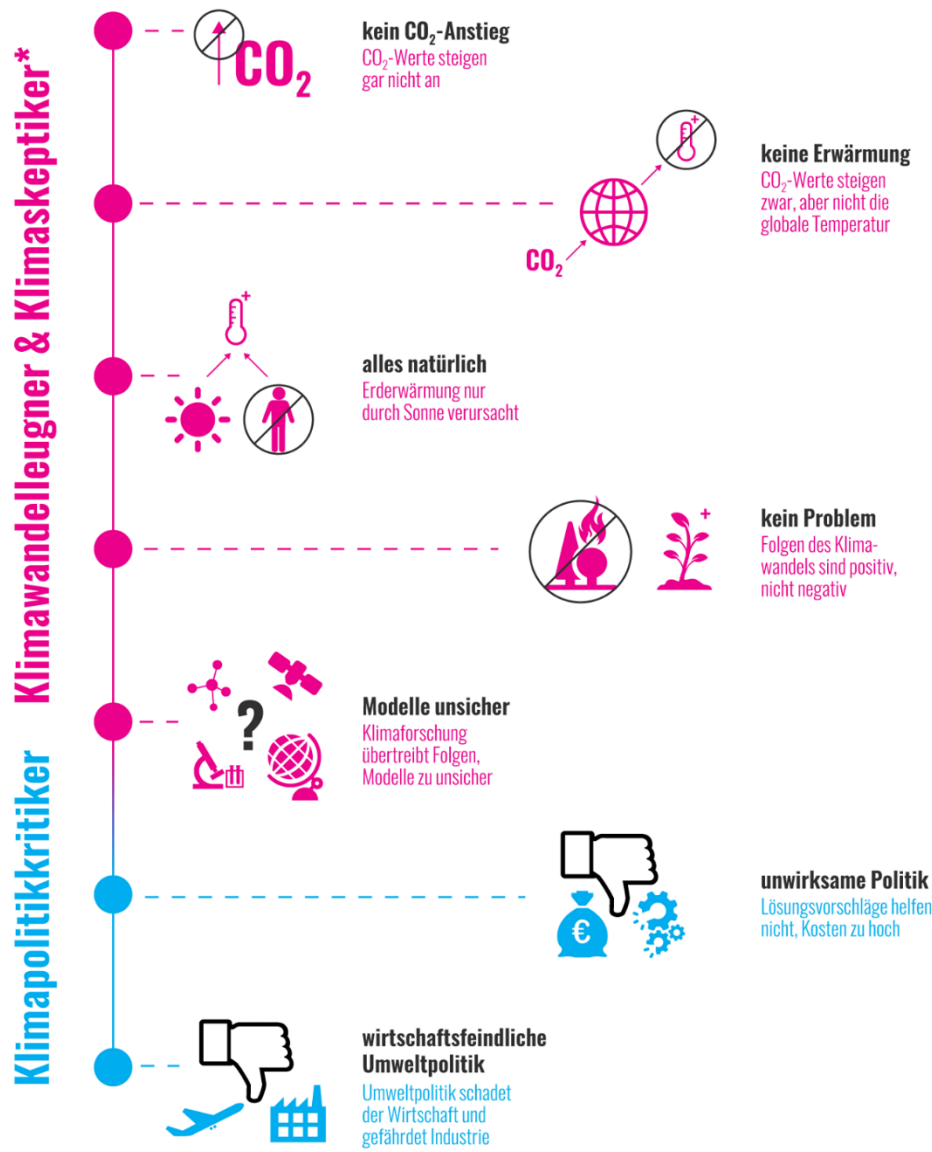 Klimawandelleugner & Klimaskeptiker*
CO₂
kein CO₂-Anstieg
CO₂-Werte steigen
gar nicht an
CO₂
keine Erwärmung
CO₂-Werte steigen
zwar, aber nicht die
globale Temperatur
alles natürlich
Erderwärmung nur
durch Sonne verursacht
kein Problem
Folgen des Klima-
wandels sind positiv,
nicht negativ
?
Modelle unsicher
Klimaforschung
übertreibt Folgen,
Modelle zu unsicher
Klimapolitikkritiker
€
unwirksame Politik
Lösungsvorschläge helfen
nicht, Kosten zu hoch
wirtschaftsfeindliche
Umweltpolitik
Umweltpolitik schadet
der Wirtschaft und
gefährdet Industrie